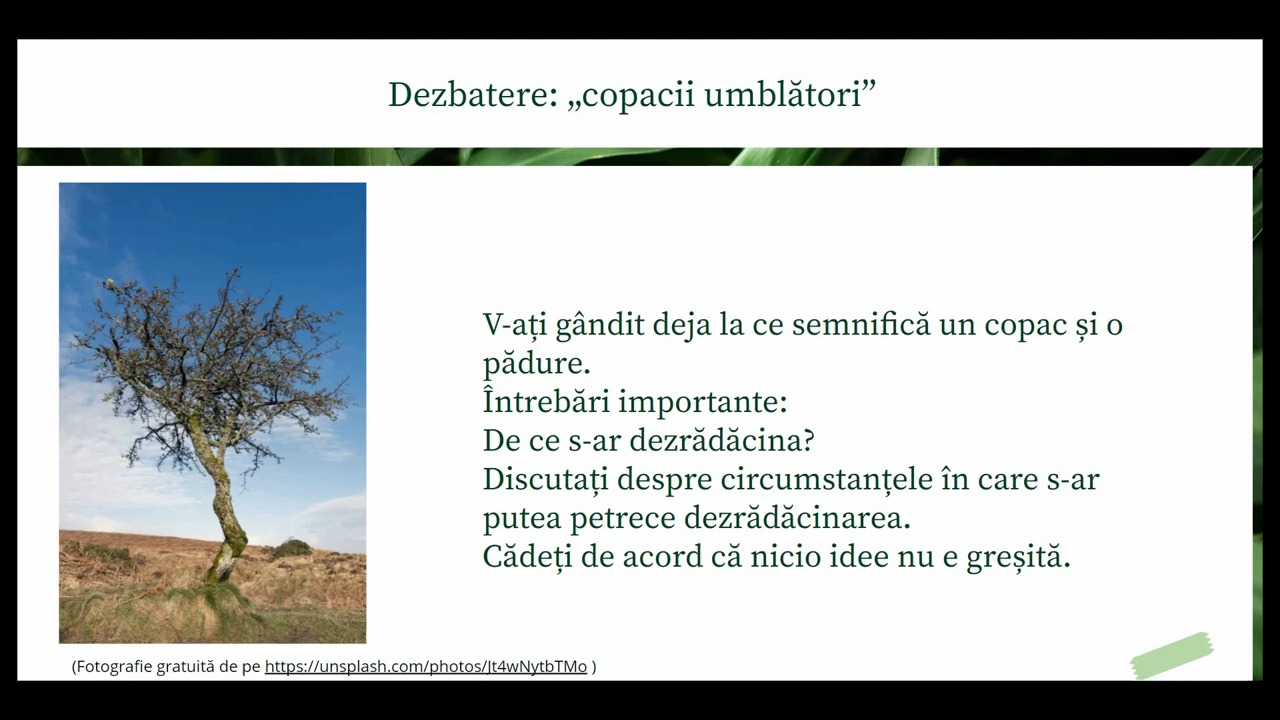 Dezbatere: „copacii umblători”
V-ați gândit deja la ce semnifică un copac și o
pădure.
Întrebări importante:
De ce s-ar dezrădăcina?
Discutați despre circumstanțele în care s-ar
putea petrece dezrădăcinarea.
Cădeți de acord că nicio idee nu e greșită.
(Fotografie gratuită de pe https://unsplash.com/photos/Jt4wNytbTMo )